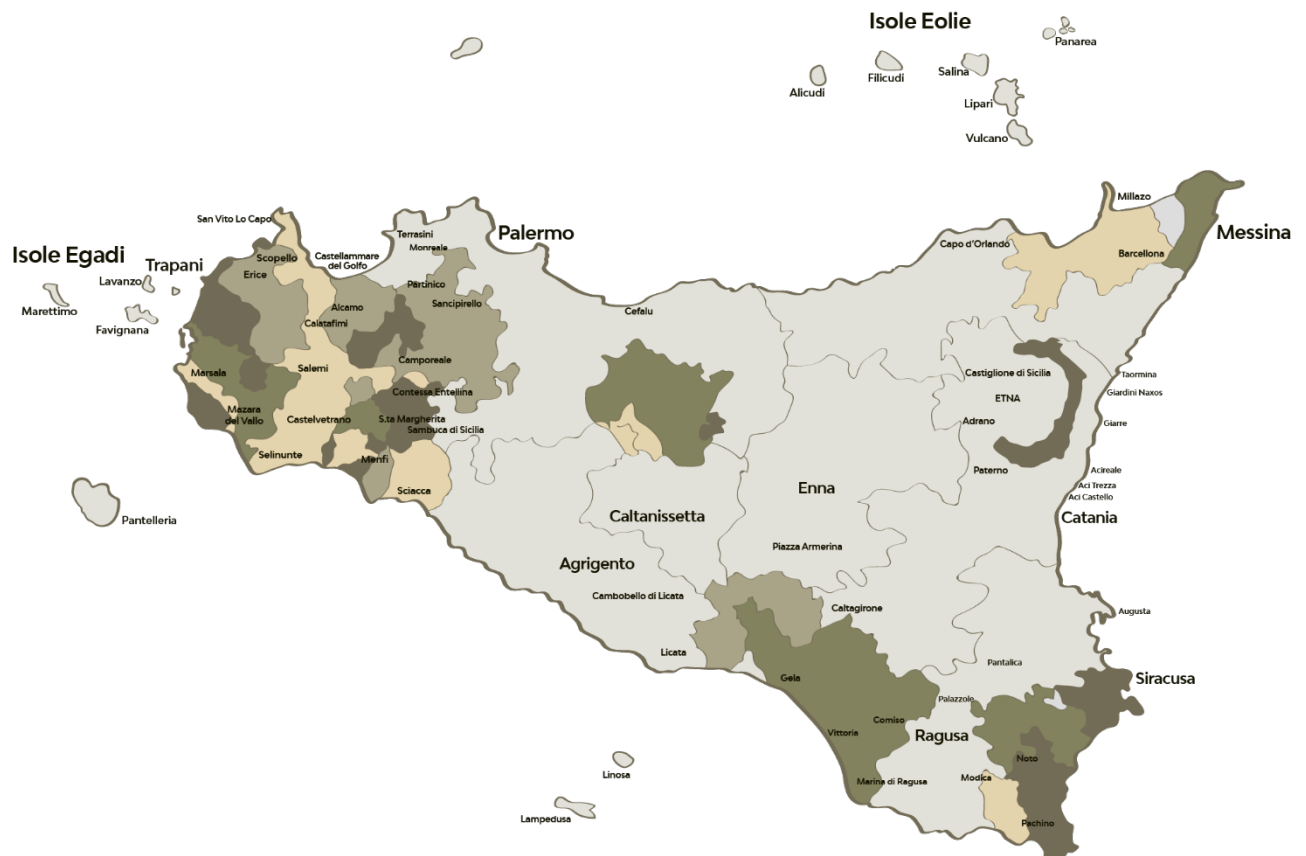 Isole Eolie
Panarea
Filicudi
Salina
Alicudi
Lipari
Vulcano
Millazo
San Vito Lo Capo
Terrasini
Palermo
Messina
Monreale
Capo d'Orlando
Isole Egadi
Scopello
Castellammare
del Golfo
Barcellona
Trapani
Erice
Lavanzo
Partinico
Marettimo
Sancipirello
Favignana
Alcamo
Cefalu
Calatafimi
Camporeale
Salemi
Marsala
Castiglione di Sicilia
Taormina
Contessa Entellina
Giardini Naxos
ETNA
Mazara
del Vallo
Castelvetrano
S.ta Margherita
Sambuca di Sicilia
Adrano
Giarre
Selinunte
Menfi
Paterno
Acireale
Sciacca
Enna
Aci Trezza
Aci Castello
Pantelleria
Caltanissetta
Catania
Piazza Armerina
Agrigento
Cambobello di Licata
Caltagirone
Augusta
Licata
Pantalica
Gela
Siracusa
Palazzolo
Comiso
Vittoria
Ragusa
Noto
Linosa
Marina di Ragusa
Modica
Lampedusa
Pachino